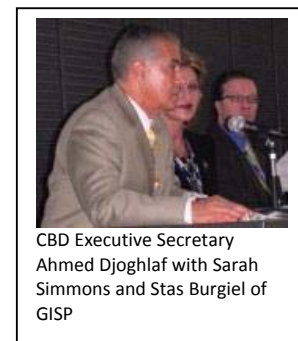 CBD Executive Secretary
Ahmed Djoghlaf with Sarah
Simmons and Stas Burgiel of
GISP